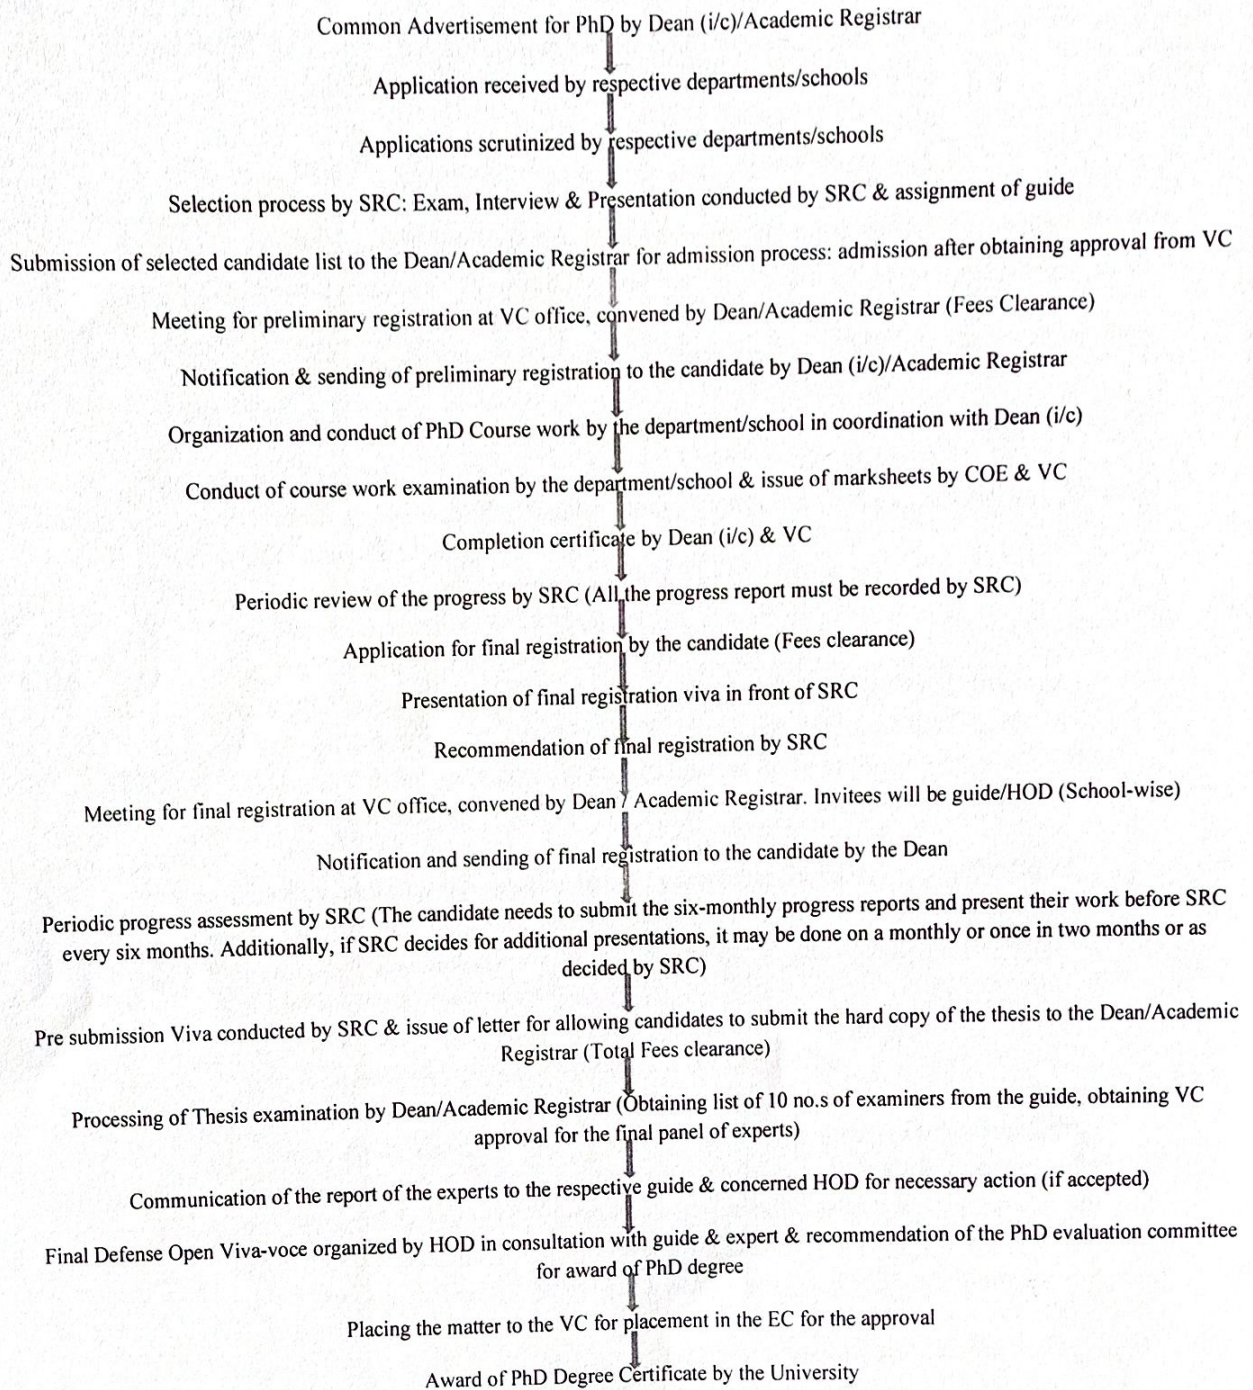 Common Advertisement for PhD by Dean (i/c)/Academic Registrar
Application received by respective departments/schools
Applications scrutinized by respective departments/schools
Selection process by SRC: Exam, Interview & Presentation conducted by SRC & assignment of guide
Submission of selected candidate list to the Dean/Academic Registrar for admission process: admission after obtaining approval from VC
Meeting for preliminary registration at VC office, convened by Dean/Academic Registrar (Fees Clearance)
Notification & sending of preliminary registration to the candidate by Dean (i/c)/Academic Registrar
Organization and conduct of PhD Course work by the department/school in coordination with Dean (i/c)
Conduct of course work examination by the department/school & issue of marksheets by COE & VC
Completion certificate by Dean (i/c) & VC
Periodic review of the progress by SRC (All the progress report must be recorded by SRC)
Application for final registration by the candidate (Fees clearance)
Presentation of final registration viva in front of SRC
Recommendation of final registration by SRC
Meeting for final registration at VC office, convened by Dean / Academic Registrar. Invitees will be guide/HOD (School-wise)
Notification and sending of final registration to the candidate by the Dean
Periodic progress assessment by SRC (The candidate needs to submit the six-monthly progress reports and present their work before SRC
every six months. Additionally, if SRC decides for additional presentations, it may be done on a monthly or once in two months or as
decided by SRC)
Pre submission Viva conducted by SRC & issue of letter for allowing candidates to submit the hard copy of the thesis to the Dean/Academic
Registrar (Total Fees clearance)
Processing of Thesis examination by Dean/Academic Registrar (Obtaining list of 10 no.s of examiners from the guide, obtaining VC
approval for the final panel of experts)
Communication of the report of the experts to the respective guide & concerned HOD for necessary action (if accepted)
Final Defense Open Viva-voce organized by HOD in consultation with guide & expert & recommendation of the PhD evaluation committee
for award of PhD degree
Placing the matter to the VC for placement in the EC for the approval
Award of PhD Degree Certificate by the University